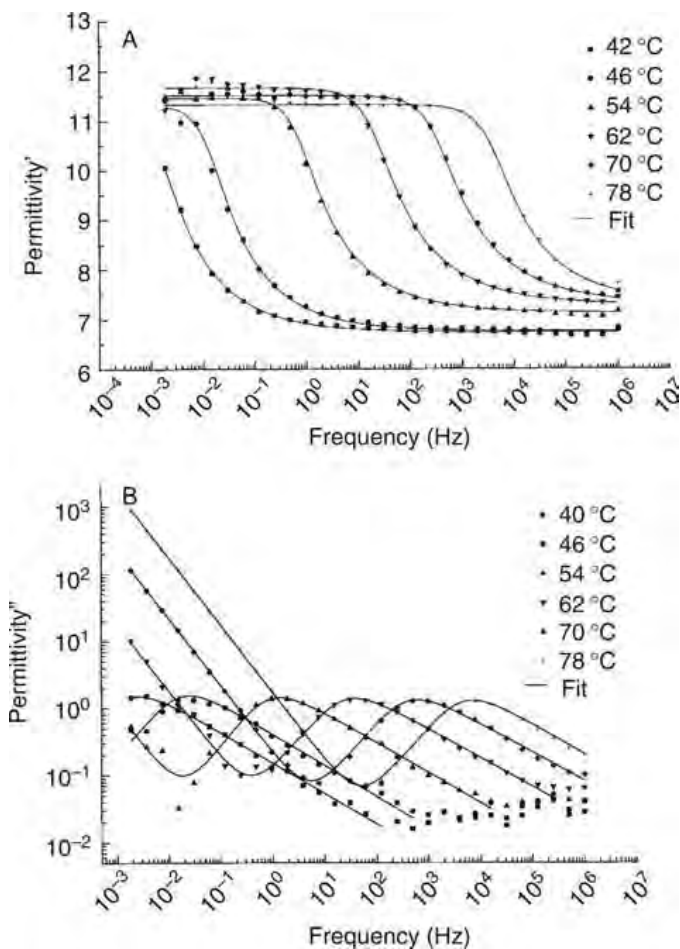 A
42 °C
46 °C
54 °C
62 °C
70 °C
78 °C
Fit
Permittivity'
13
12
11
10
9
8
7
6
10⁻⁴ 10⁻³ 10⁻² 10⁻¹ 10⁰ 10¹ 10² 10³ 10⁴ 10⁵ 10⁶ 10⁷
Frequency (Hz)
B
40 °C
46 °C
54 °C
62 °C
70 °C
78 °C
Fit
Permittivity"
10³
10²
10¹
10⁰
10⁻¹
10⁻²
10⁻³ 10⁻² 10⁻¹ 10⁰ 10¹ 10² 10³ 10⁴ 10⁵ 10⁶ 10⁷
Frequency (Hz)